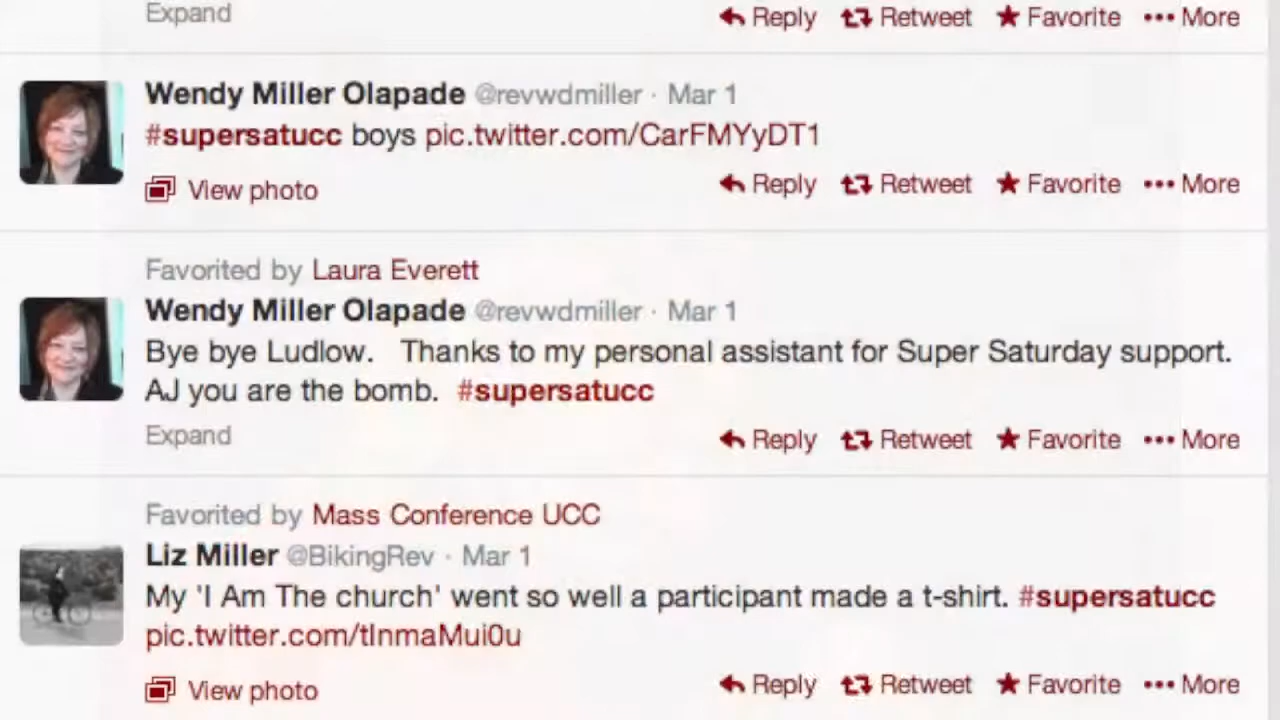 Expand
Reply Retweet Favorite More
Wendy Miller Olapade @revwdmiller · Mar 1
#supersatucc boys pic.twitter.com/CarFMYyDT1
View photo
Reply Retweet Favorite More
Favorited by Laura Everett
Wendy Miller Olapade @revwdmiller · Mar 1
Bye bye Ludlow. Thanks to my personal assistant for Super Saturday support.
AJ you are the bomb. #supersatucc
Expand
Reply Retweet Favorite More
Favorited by Mass Conference UCC
Liz Miller @BikingRev · Mar 1
My 'I Am The church' went so well a participant made a t-shirt. #supersatucc
pic.twitter.com/tInmaMui0u
View photo
Reply Retweet Favorite More